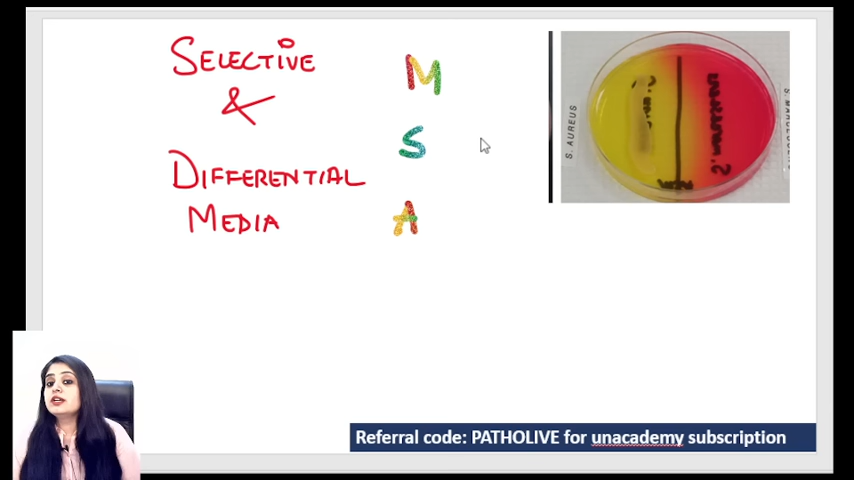 SELECTIVE
&
DIFFERENTIAL
MEDIA
M
S
A
S. AUREUS
Referral code: PATHOLIVE for unacademy subscription